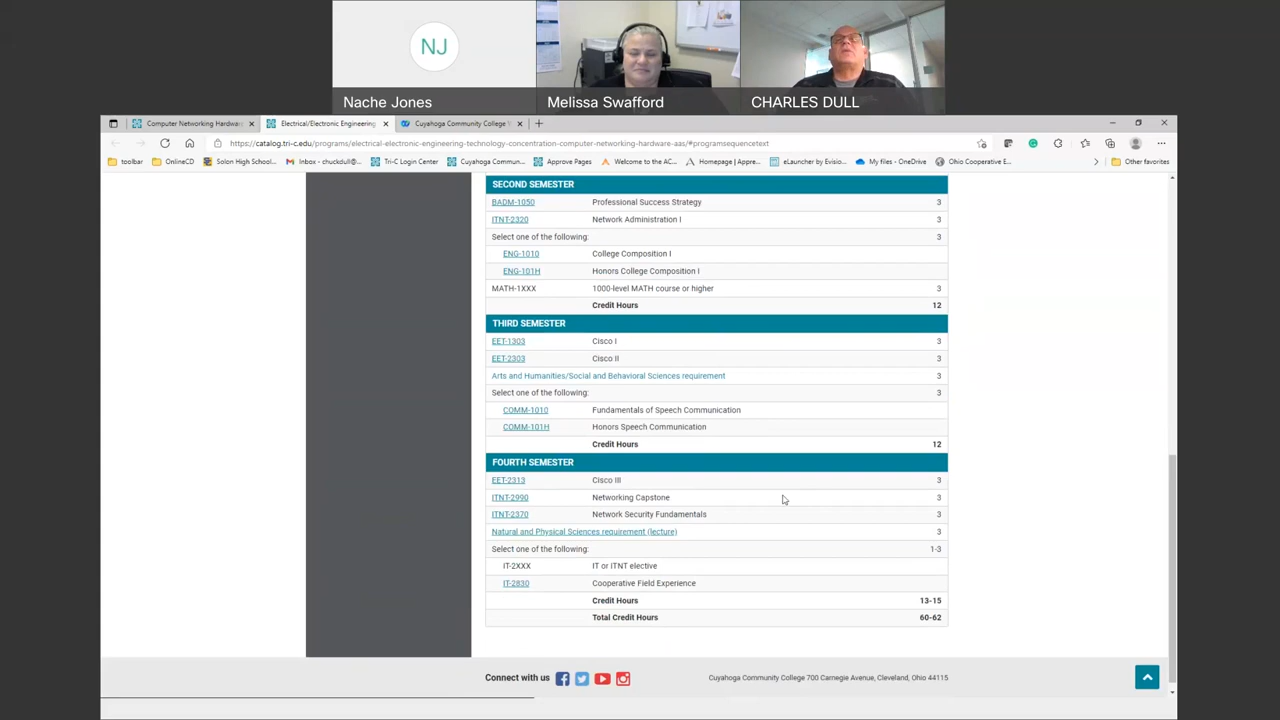 NJ
Nache Jones
Melissa Swafford
CHARLES DULL
Computer Networking Hardwa
Electrical/Electronic Engineering
Cuyahoga Community College
https://catalog.tri-c.edu/programs/electrical-electronic-engineering-technology-concentration-computer-networking-hardware-aas/#programsequencetext
toolbar
OnlineCD
Solon High School...
Inbox - chuckdull@...
Tri-C Login Center
Cuyahoga Commun...
Approve Pages
Welcome to the AC...
Homepage | Appre...
eLauncher by Evisio...
My files - OneDrive
Ohio Cooperative E...
Other favorites
SECOND SEMESTER
BADM-1050 Professional Success Strategy 3
ITNT-2320 Network Administration I 3
Select one of the following: 3
ENG-1010 College Composition I
ENG-101H Honors College Composition I
MATH-1XXX 1000-level MATH course or higher 3
Credit Hours 12
THIRD SEMESTER
EET-1303 Cisco I 3
EET-2303 Cisco II 3
Arts and Humanities/Social and Behavioral Sciences requirement 3
Select one of the following: 3
COMM-1010 Fundamentals of Speech Communication
COMM-101H Honors Speech Communication
Credit Hours 12
FOURTH SEMESTER
EET-2313 Cisco III 3
ITNT-2990 Networking Capstone 3
ITNT-2370 Network Security Fundamentals 3
Natural and Physical Sciences requirement (lecture) 3
Select one of the following: 1-3
IT-2XXX IT or ITNT elective
IT-2830 Cooperative Field Experience
Credit Hours 13-15
Total Credit Hours 60-62
Connect with us
Cuyahoga Community College 700 Carnegie Avenue, Cleveland, Ohio 44115